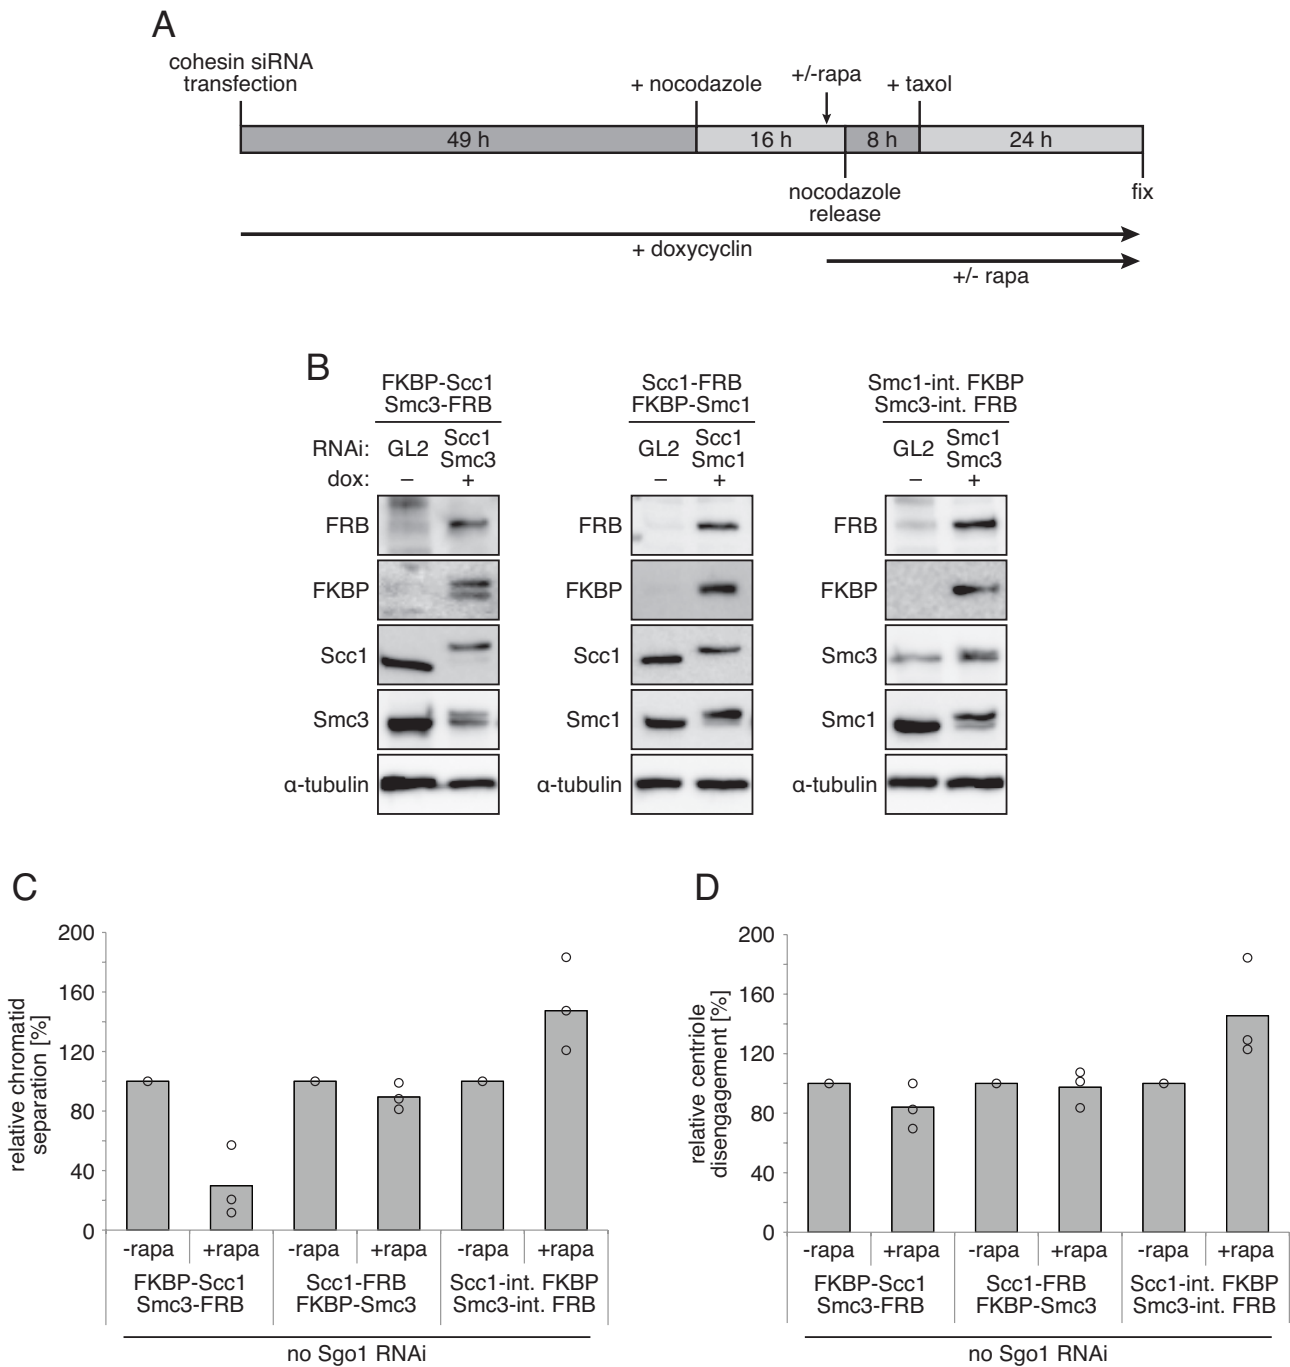 A
cohesin siRNA
transfection
+ nocodazole
+/-rapa
+ taxol
49 h
16 h
8 h
24 h
nocodazole
release
fix
+ doxycyclin
+/- rapa
B
FKBP-Scc1
Smc3-FRB
RNAi:
GL2
Scc1
Smc3
dox:
–
+
FRB
FKBP
Scc1
Smc3
α-tubulin
Scc1-FRB
FKBP-Smc1
GL2
Scc1
Smc1
–
+
FRB
FKBP
Scc1
Smc1
α-tubulin
Smc1-int. FKBP
Smc3-int. FRB
GL2
Smc1
Smc3
–
+
FRB
FKBP
Smc3
Smc1
α-tubulin
C
relative chromatid
separation [%]
200
160
120
80
40
0
-rapa
+rapa
-rapa
+rapa
-rapa
+rapa
FKBP-Scc1
Smc3-FRB
Scc1-FRB
FKBP-Smc3
Scc1-int. FKBP
Smc3-int. FRB
no Sgo1 RNAi
D
relative centriole
disengagement [%]
200
160
120
80
40
0
-rapa
+rapa
-rapa
+rapa
-rapa
+rapa
FKBP-Scc1
Smc3-FRB
Scc1-FRB
FKBP-Smc3
Scc1-int. FKBP
Smc3-int. FRB
no Sgo1 RNAi